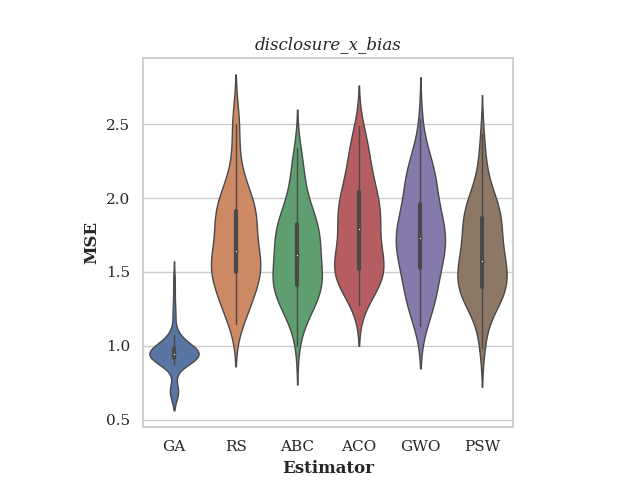 disclosure_x_bias
MSE
2.5
2.0
1.5
1.0
0.5
GA RS ABC ACO GWO PSW
Estimator